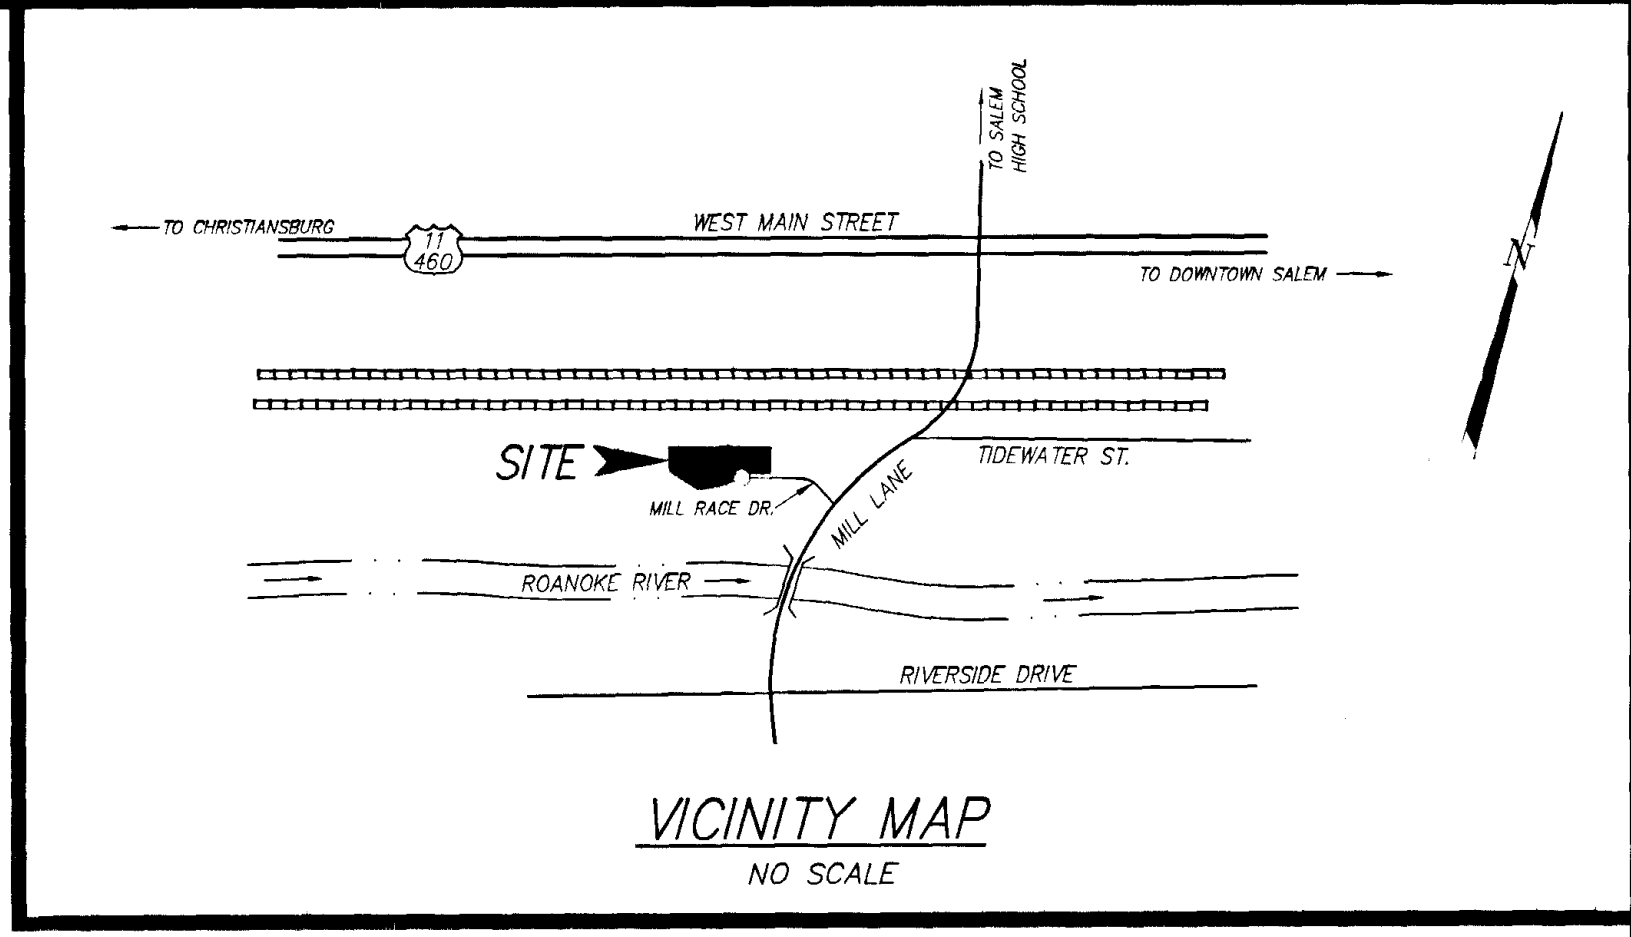 TO SALEM
HIGH SCHOOL
TO CHRISTIANSBURG
11
460
WEST MAIN STREET
TO DOWNTOWN SALEM
N
SITE
TIDEWATER ST.
MILL RACE DR.
MILL LANE
ROANOKE RIVER
RIVERSIDE DRIVE
VICINITY MAP
NO SCALE